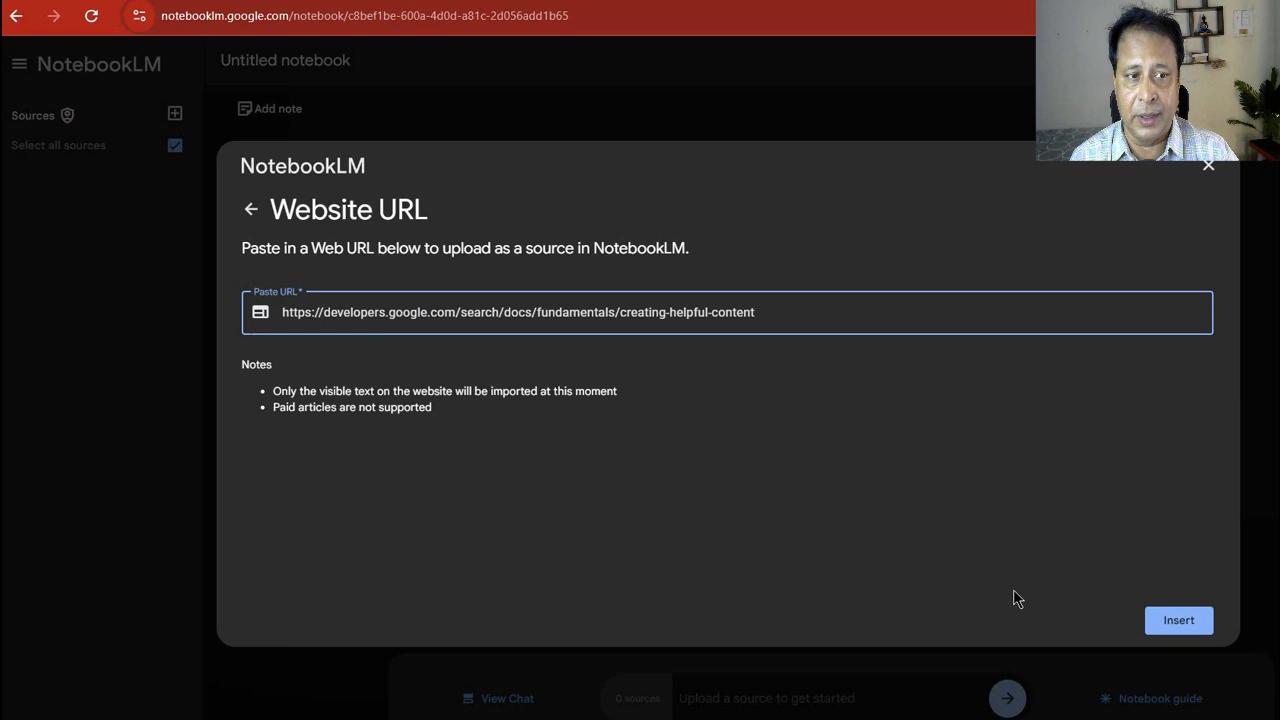 notebooklm.google.com/notebook/c8bef1be-600a-4d0d-a81c-2d056add1b65
NotebookLM
Untitled notebook
Sources
Add note
Select all sources
NotebookLM
Website URL
Paste in a Web URL below to upload as a source in NotebookLM.
Paste URL*
https://developers.google.com/search/docs/fundamentals/creating-helpful-content
Notes
• Only the visible text on the website will be imported at this moment
• Paid articles are not supported
Insert
View Chat
0 sources
Upload a source to get started
Notebook guide